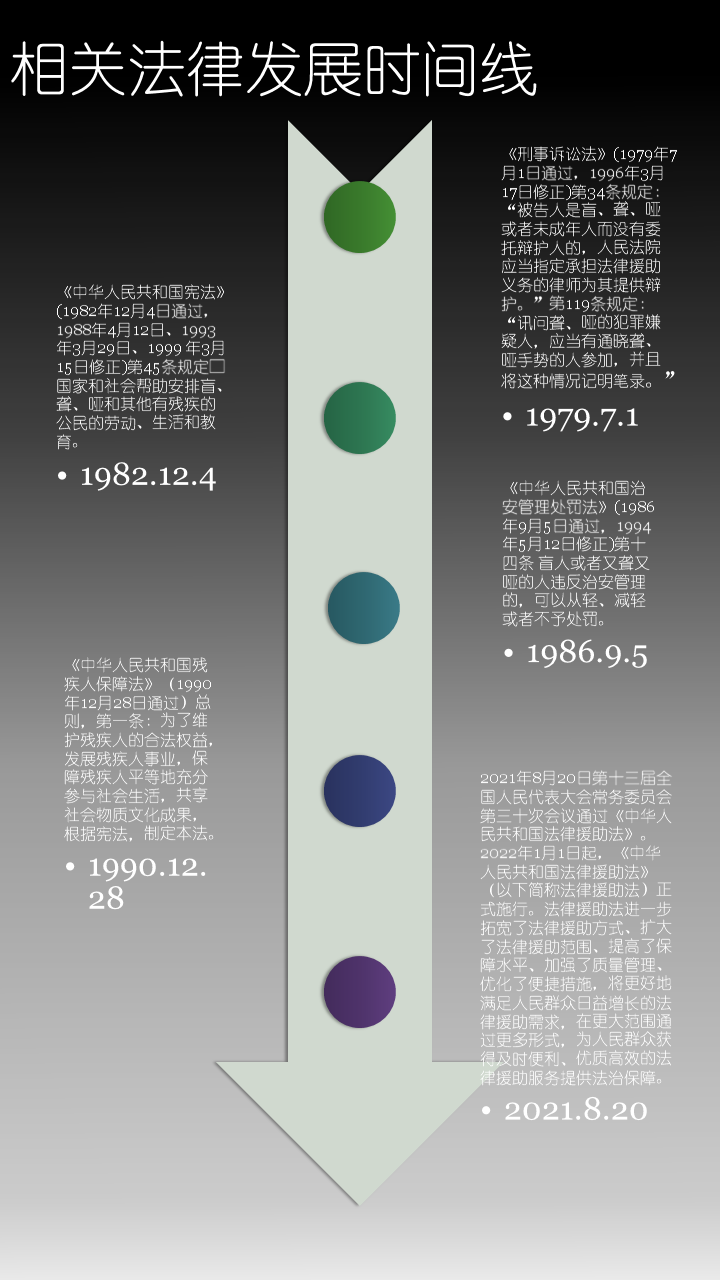 相关法律发展时间线
《刑事诉讼法》(1979年7
月1日通过，1996年3月
17日修正)第34条规定：
“被告人是盲、聋、哑
或者未成年人而没有委
托辩护人的，人民法院
应当指定承担法律援助
义务的律师为其提供辩
护。”第119条规定：
“讯问聋、哑的犯罪嫌
疑人，应当有通晓聋、
哑手势的人参加，并且
将这种情况记明笔录。”
• 1979.7.1
《中华人民共和国宪法》
(1982年12月4日通过，
1988年4月12日、1993
年3月29日、1999 年3月
15日修正)第45条规定□
国家和社会帮助安排盲、
聋、哑和其他有残疾的
公民的劳动、生活和教
育。
• 1982.12.4
《中华人民共和国治
安管理处罚法》(1986
年9月5日通过，1994
年5月12日修正)第十
四条 盲人或者又聋又
哑的人违反治安管理
的，可以从轻、减轻
或者不予处罚。
• 1986.9.5
《中华人民共和国残
疾人保障法》（1990
年12月28日通过）总
则，第一条：为了维
护残疾人的合法权益，
发展残疾人事业，保
障残疾人平等地充分
参与社会生活，共享
社会物质文化成果，
根据宪法，制定本法。
• 1990.12.
28
2021年8月20日第十三届全
国人民代表大会常务委员会
第三十次会议通过《中华人
民共和国法律援助法》。
2022年1月1日起，《中华
人民共和国法律援助法》
（以下简称法律援助法）正
式施行。法律援助法进一步
拓宽了法律援助方式、扩大
了法律援助范围、提高了保
障水平、加强了质量管理、
优化了便捷措施，将更好地
满足人民群众日益增长的法
律援助需求，在更大范围通
过更多形式，为人民群众获
得及时便利、优质高效的法
律援助服务提供法治保障。
• 2021.8.20